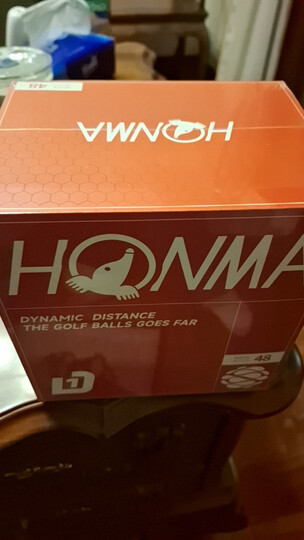 48
HONMA
HONMA
DYNAMIC DISTANCE
THE GOLF BALLS GOES FAR
D1
48